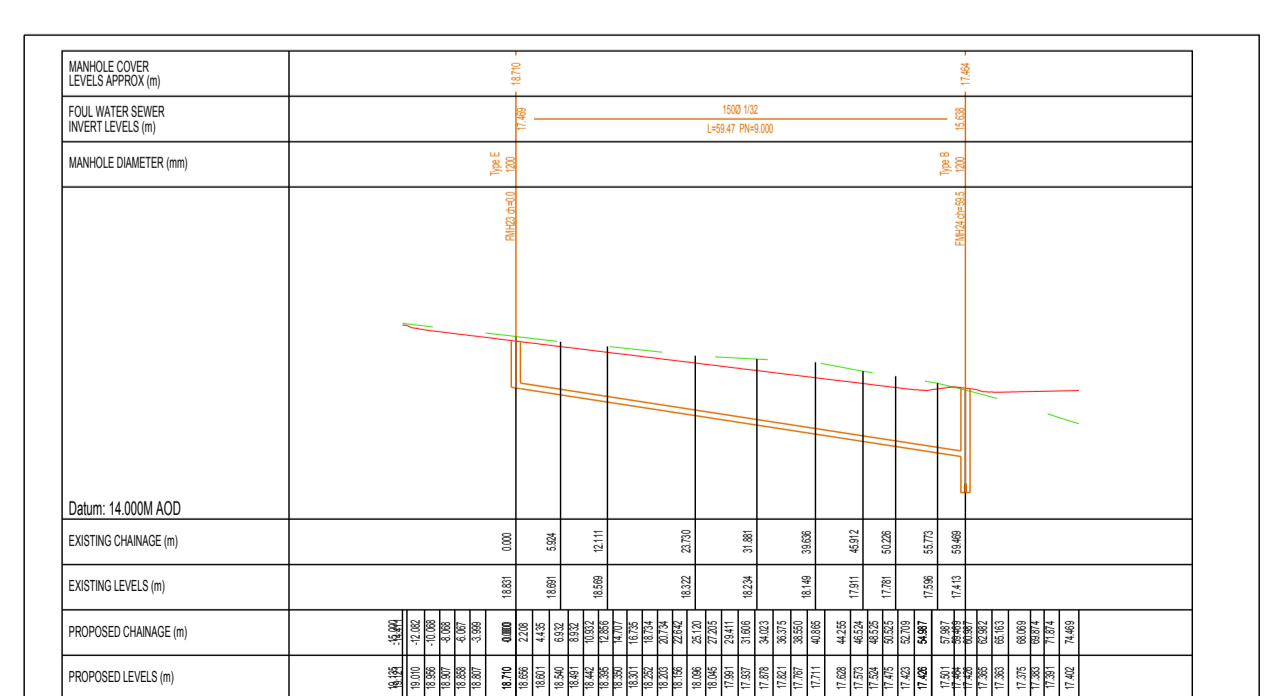 MANHOLE COVER
LEVELS APPROX (m)
18.710
17.464
FOUL WATER SEWER
INVERT LEVELS (m)
17.469
150Ø 1/32
L=59.47 PN=9.000
15.638
MANHOLE DIAMETER (mm)
Type E
1200
Type B
1200
FMH23 ch=0.0
FMH24 ch=59.5
Datum: 14.000M AOD
EXISTING CHAINAGE (m)
0.000 5.924 12.111 23.730 31.881 39.636 45.912 50.226 55.773 59.469
EXISTING LEVELS (m)
18.831 18.691 18.569 18.322 18.234 18.149 17.911 17.781 17.596 17.413
PROPOSED CHAINAGE (m)
-12.082 -10.068 -8.068 -6.067 -3.999 2.208 4.435 6.932 8.932 10.932 12.856 14.707 16.735 18.734 20.734 22.642 25.120 27.205 29.411 31.606 34.023 36.375 38.550 40.865 44.255 46.524 48.525 50.525 52.709 54.987 57.987 60.987 62.982 65.163 68.069 69.874 71.874 74.469
PROPOSED LEVELS (m)
19.010 18.956 18.907 18.858 18.807 18.710 18.656 18.601 18.540 18.491 18.442 18.395 18.350 18.301 18.252 18.203 18.156 18.096 18.045 17.991 17.937 17.878 17.821 17.767 17.711 17.628 17.573 17.524 17.475 17.423 17.426 17.501 17.464 17.426 17.365 17.363 17.375 17.383 17.391 17.402